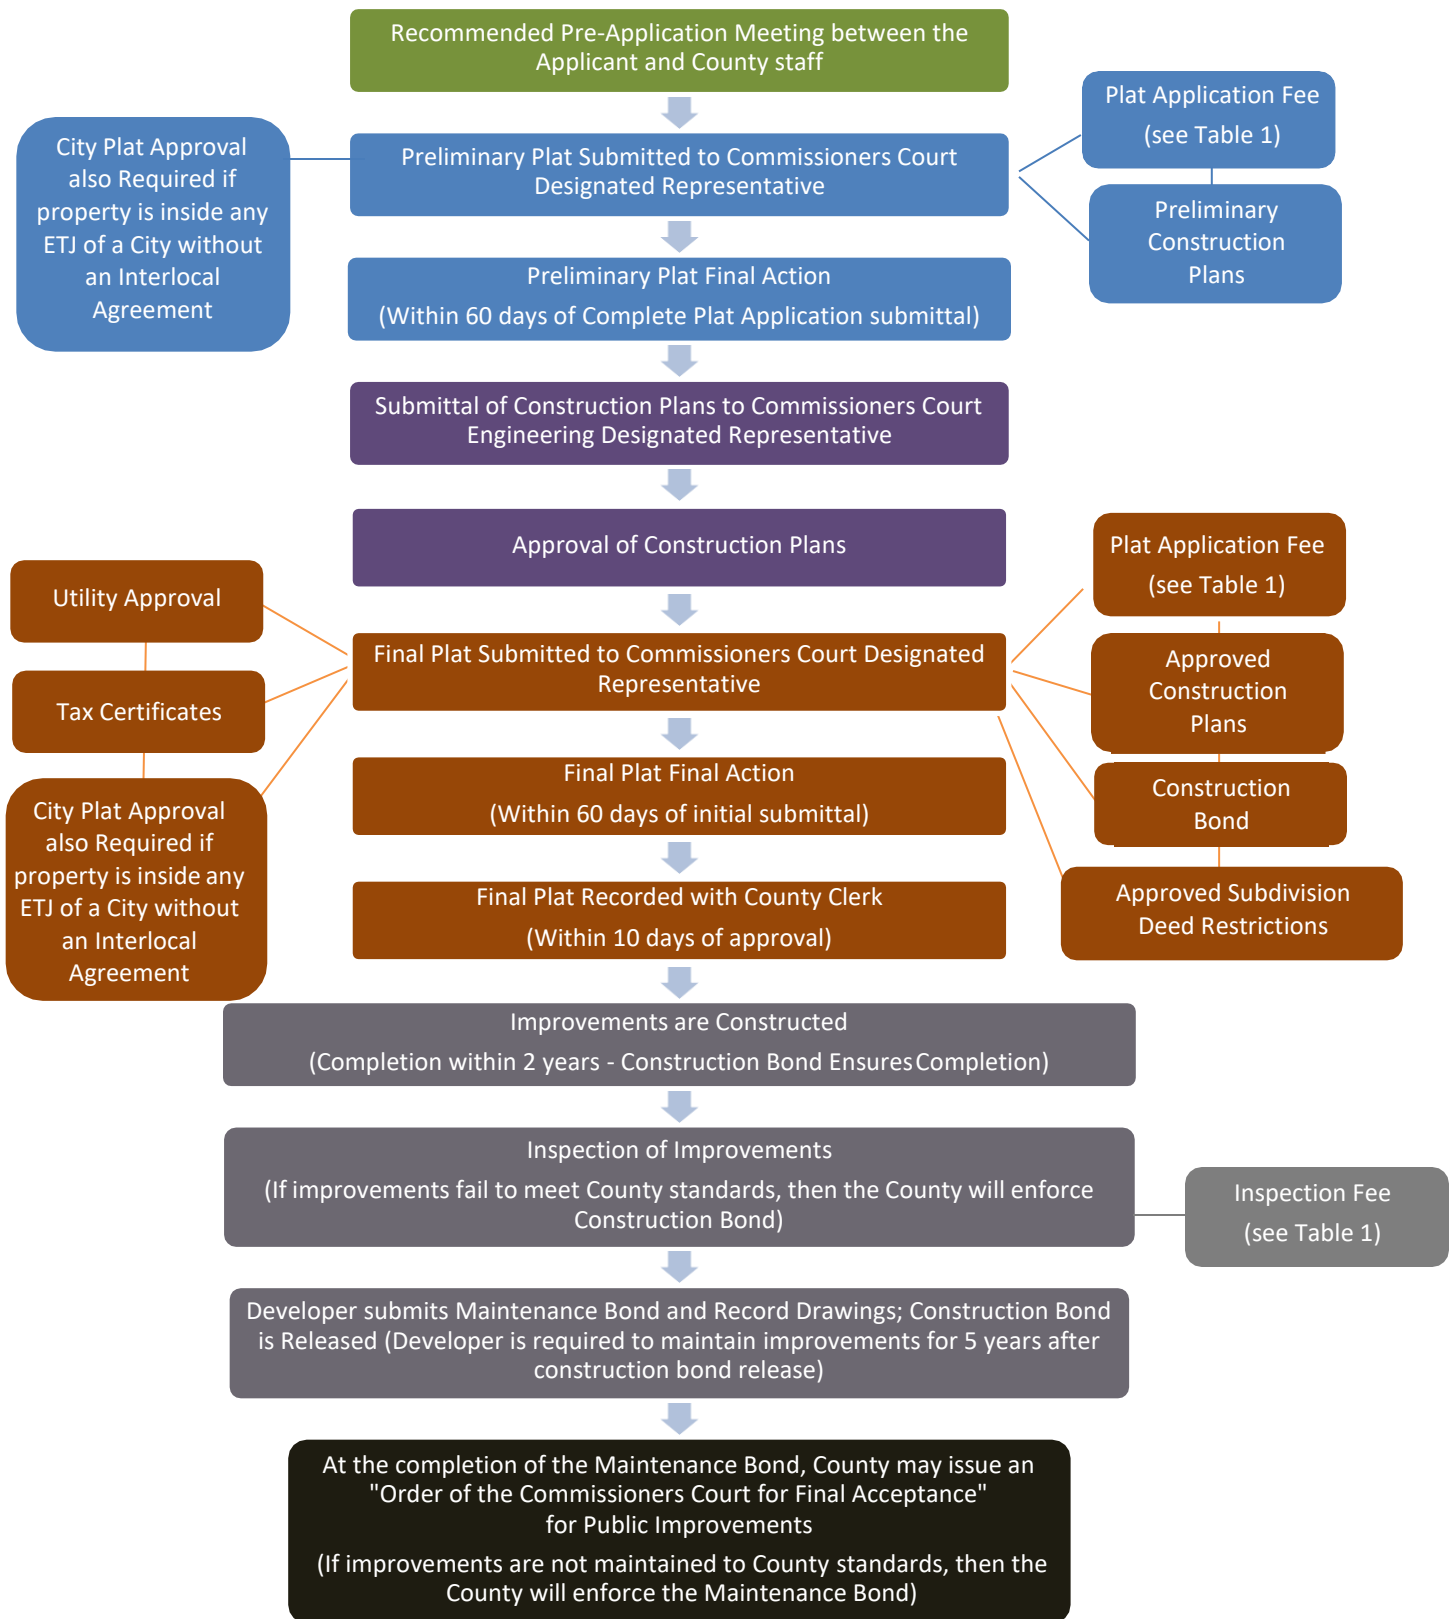 Recommended Pre-Application Meeting between the
Applicant and County staff
Plat Application Fee
(see Table 1)
City Plat Approval
also Required if
property is inside any
ETJ of a City without
an Interlocal
Agreement
Preliminary Plat Submitted to Commissioners Court
Designated Representative
Preliminary
Construction
Plans
Preliminary Plat Final Action
(Within 60 days of Complete Plat Application submittal)
Submittal of Construction Plans to Commissioners Court
Engineering Designated Representative
Approval of Construction Plans
Plat Application Fee
(see Table 1)
Utility Approval
Final Plat Submitted to Commissioners Court Designated
Representative
Approved
Construction
Plans
Tax Certificates
Final Plat Final Action
(Within 60 days of initial submittal)
Construction
Bond
City Plat Approval
also Required if
property is inside any
ETJ of a City without
an Interlocal
Agreement
Final Plat Recorded with County Clerk
(Within 10 days of approval)
Approved Subdivision
Deed Restrictions
Improvements are Constructed
(Completion within 2 years - Construction Bond Ensures Completion)
Inspection of Improvements
(If improvements fail to meet County standards, then the County will enforce
Construction Bond)
Inspection Fee
(see Table 1)
Developer submits Maintenance Bond and Record Drawings; Construction Bond
is Released (Developer is required to maintain improvements for 5 years after
construction bond release)
At the completion of the Maintenance Bond, County may issue an
"Order of the Commissioners Court for Final Acceptance"
for Public Improvements
(If improvements are not maintained to County standards, then the
County will enforce the Maintenance Bond)